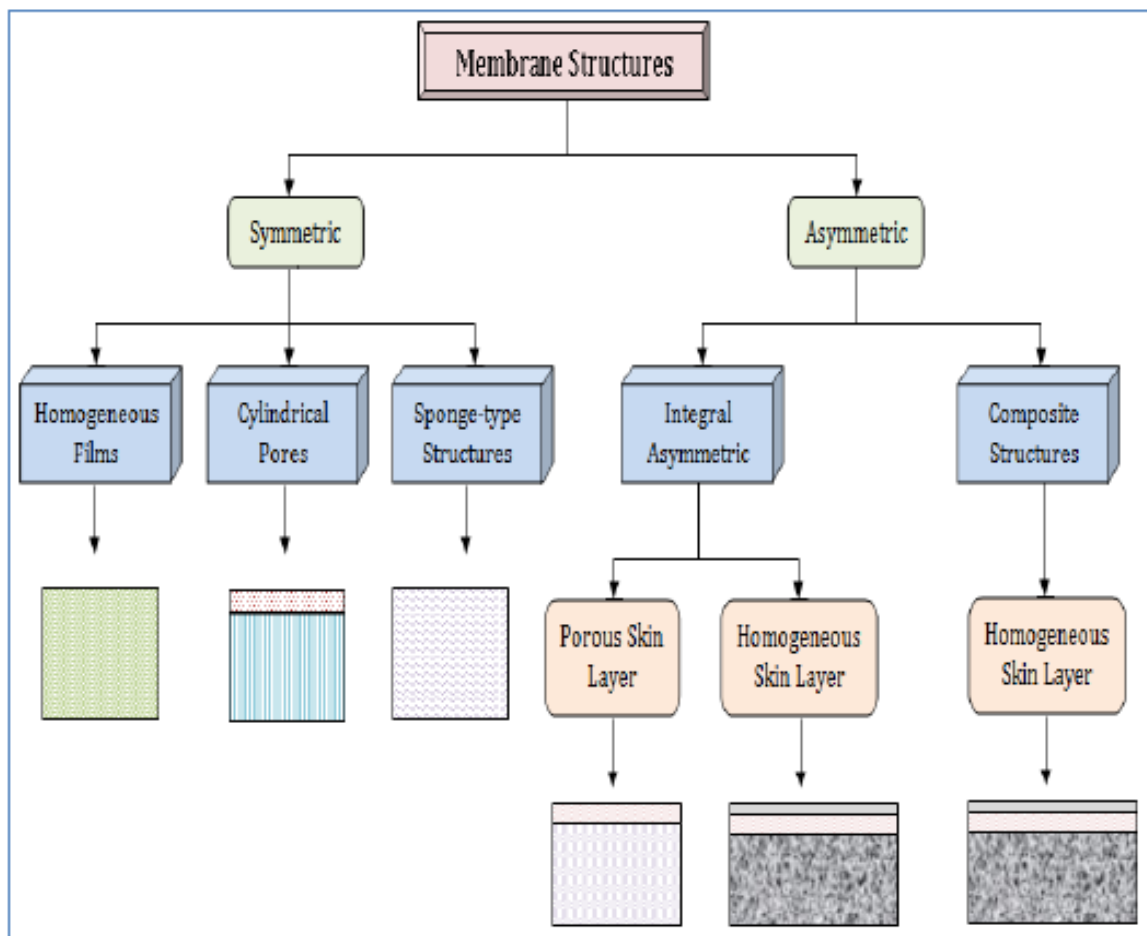 Membrane Structures
Symmetric
Asymmetric
Homogeneous
Films
Cylindrical
Pores
Sponge-type
Structures
Integral
Asymmetric
Composite
Structures
Porous Skin
Layer
Homogeneous
Skin Layer
Homogeneous
Skin Layer